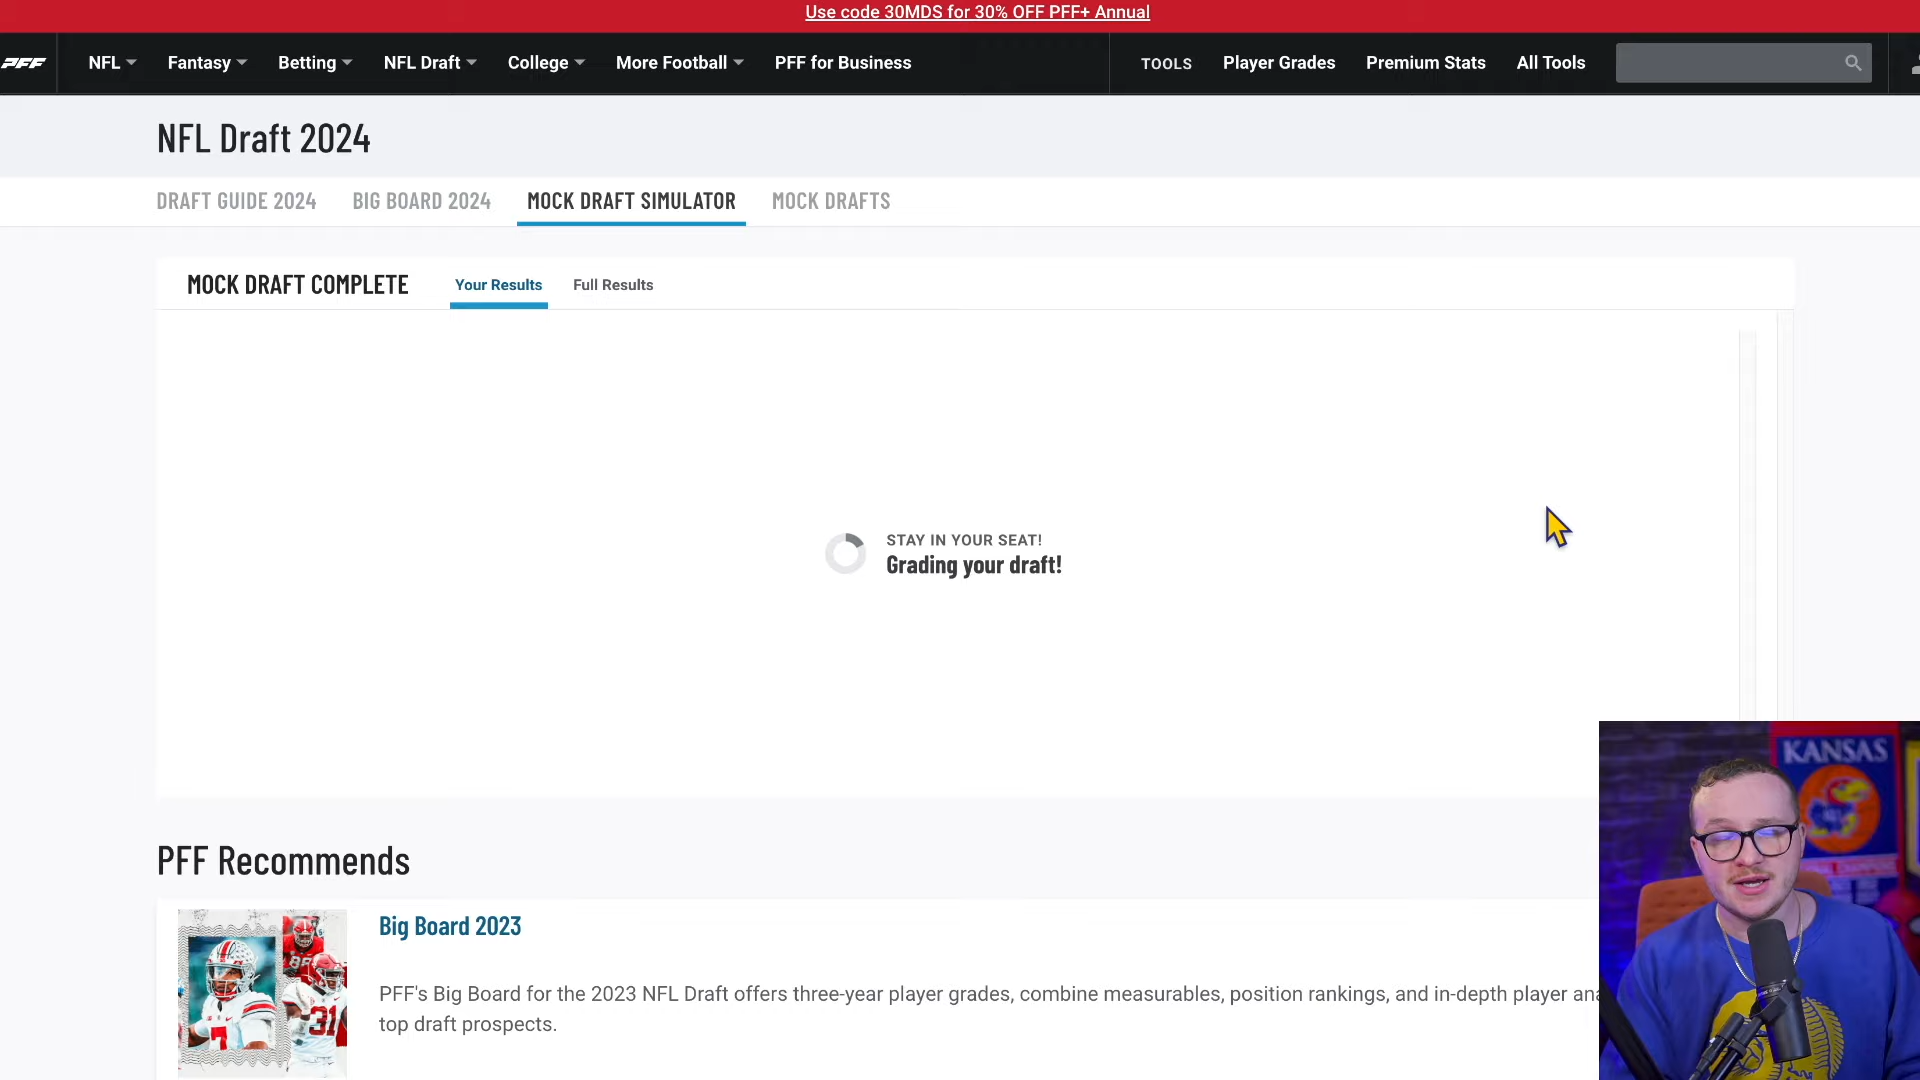 Use code 30MDS for 30% OFF PFF+ Annual
PFF
NFL
Fantasy
Betting
NFL Draft
College
More Football
PFF for Business
TOOLS
Player Grades
Premium Stats
All Tools
NFL Draft 2024
DRAFT GUIDE 2024
BIG BOARD 2024
MOCK DRAFT SIMULATOR
MOCK DRAFTS
MOCK DRAFT COMPLETE
Your Results
Full Results
STAY IN YOUR SEAT!
Grading your draft!
KANSAS
PFF Recommends
Big Board 2023
PFF's Big Board for the 2023 NFL Draft offers three-year player grades, combine measurables, position rankings, and in-depth player ana
top draft prospects.
7
88
31